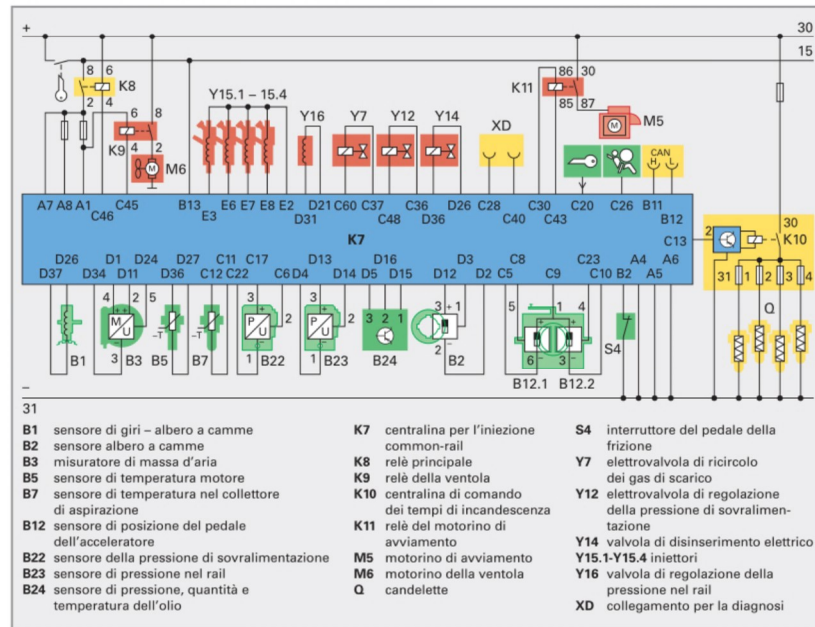 + 30
15
8 6 K8 2 4
6 8 K9 4 2 M6
Y15.1 – 15.4 Y16 Y7 Y12 Y14 XD
86 30 K11 85 87 M M5
CAN H L
A7 A8 A1 C46 C45 B13 E3 E6 E7 E8 E2 D31 D21 C60 C37 C48 C36 D36 D26 C28 C40 C30 C43 C20 C26 B11 B12
K7
C13 2 30 K10
D26 D1 D24 D27 C11 C17 D13 D16 D3 C8 C23 A4 A6
D37 D34 D11 D36 C12 C22 C6 D4 D14 D5 D15 D12 D2 C5 C9 C10 B2 A5
31 1 2 3 4
Q
4 2 5 M U 3 –T –T 3 P U 2 1 3 P U 2 1 3 2 1 3 + 1 2 – 5 1 4 6 3
B1 B3 B5 B7 B22 B23 B24 B2 B12.1 B12.2 S4
–
31
B1 sensore di giri – albero a camme
B2 sensore albero a camme
B3 misuratore di massa d'aria
B5 sensore di temperatura motore
B7 sensore di temperatura nel collettore
di aspirazione
B12 sensore di posizione del pedale
dell'acceleratore
B22 sensore della pressione di sovralimentazione
B23 sensore di pressione nel rail
B24 sensore di pressione, quantità e
temperatura dell'olio
K7 centralina per l'iniezione
common-rail
K8 relè principale
K9 relè della ventola
K10 centralina di comando
dei tempi di incandescenza
K11 relè del motorino di
avviamento
M5 motorino di avviamento
M6 motorino della ventola
Q candelette
S4 interruttore del pedale della
frizione
Y7 elettrovalvola di ricircolo
dei gas di scarico
Y12 elettrovalvola di regolazione
della pressione di sovralimen-
tazione
Y14 valvola di disinserimento elettrico
Y15.1-Y15.4 iniettori
Y16 valvola di regolazione della
pressione nel rail
XD collegamento per la diagnosi